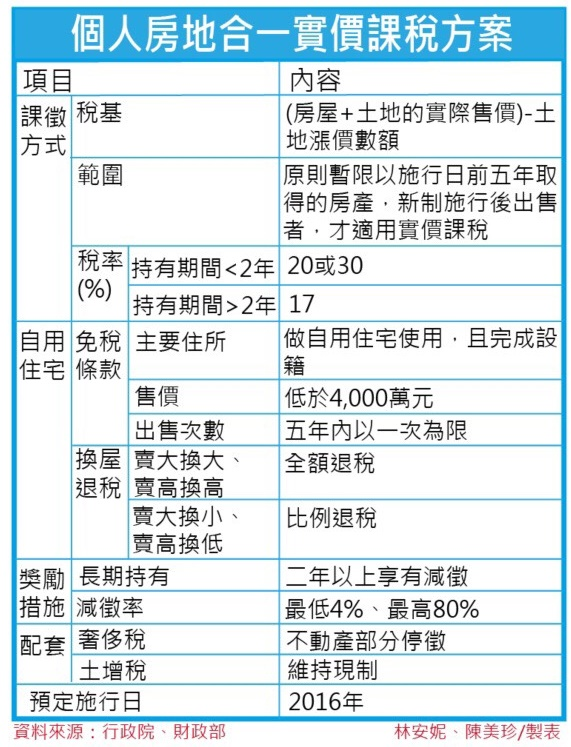 個人房地合一實價課稅方案
項目 內容
課徵方式 稅基 (房屋+土地的實際售價)-土
地漲價數額
範圍 原則暫限以施行日前五年取
得的房產，新制施行後出售
者，才適用實價課稅
稅率(%) 持有期間<2年 20或30
持有期間>2年 17
自用住宅 免稅條款 主要住所 做自用住宅使用，且完成設
籍
售價 低於4,000萬元
出售次數 五年內以一次為限
換屋退稅 賣大換大、
賣高換高 全額退稅
賣大換小、
賣高換低 比例退稅
獎勵措施 長期持有 二年以上享有減徵
減徵率 最低4%、最高80%
配套 奢侈稅 不動產部分停徵
土增稅 維持現制
預定施行日 2016年
資料來源：行政院、財政部 林安妮、陳美珍/製表